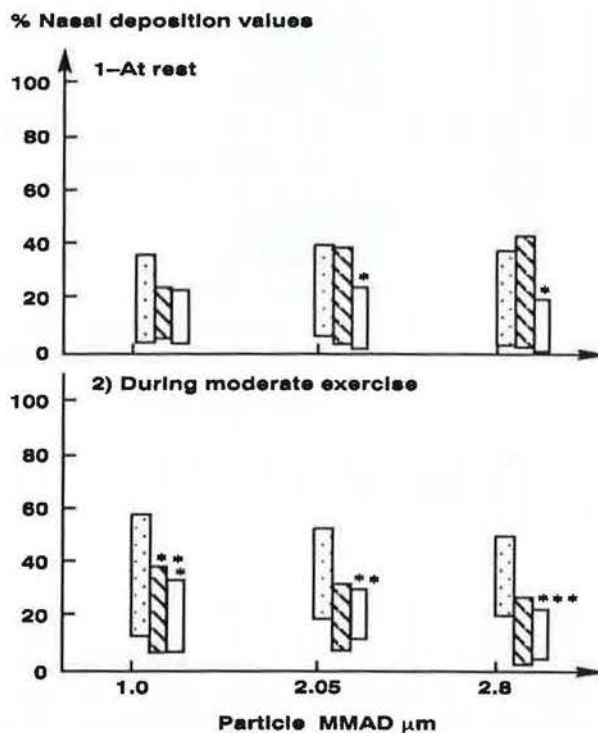 % Nasal deposition values
1–At rest
100
80
60
40
20
0
*
*
2) During moderate exercise
100
80
60
40
20
0
* *
*
* *
* * *
1.0 2.05 2.8
Particle MMAD μm